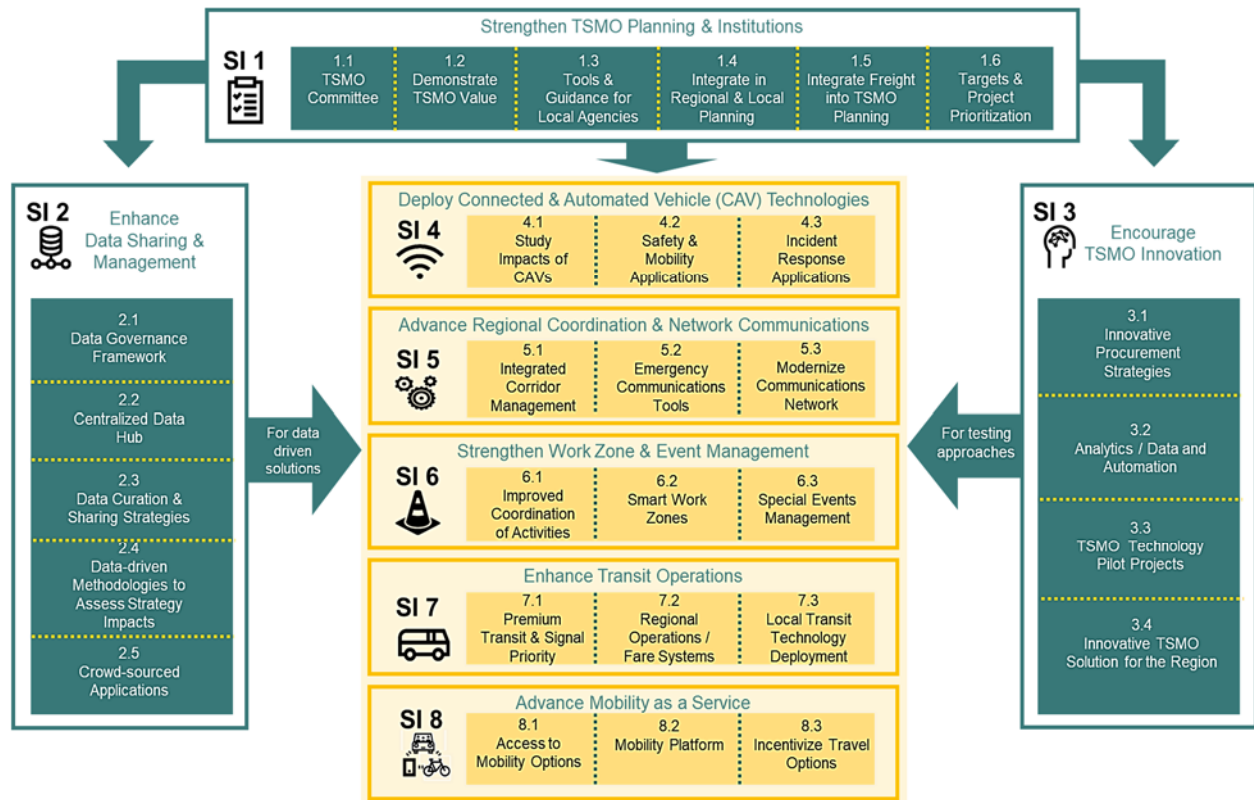 Strengthen TSMO Planning & Institutions
SI 1
1.1
TSMO
Committee
1.2
Demonstrate
TSMO Value
1.3
Tools &
Guidance for
Local Agencies
1.4
Integrate in
Regional & Local
Planning
1.5
Integrate Freight
into TSMO
Planning
1.6
Targets &
Project
Prioritization
SI 2
Enhance
Data Sharing &
Management
2.1
Data Governance
Framework
2.2
Centralized Data
Hub
2.3
Data Curation &
Sharing Strategies
2.4
Data-driven
Methodologies to
Assess Strategy
Impacts
2.5
Crowd-sourced
Applications
For data
driven
solutions
Deploy Connected & Automated Vehicle (CAV) Technologies
SI 4
4.1
Study
Impacts of
CAVs
4.2
Safety &
Mobility
Applications
4.3
Incident
Response
Applications
Advance Regional Coordination & Network Communications
SI 5
5.1
Integrated
Corridor
Management
5.2
Emergency
Communications
Tools
5.3
Modernize
Communications
Network
Strengthen Work Zone & Event Management
SI 6
6.1
Improved
Coordination
of Activities
6.2
Smart Work
Zones
6.3
Special Events
Management
Enhance Transit Operations
SI 7
7.1
Premium
Transit & Signal
Priority
7.2
Regional
Operations /
Fare Systems
7.3
Local Transit
Technology
Deployment
Advance Mobility as a Service
SI 8
8.1
Access to
Mobility Options
8.2
Mobility Platform
8.3
Incentivize Travel
Options
For testing
approaches
SI 3
Encourage
TSMO Innovation
3.1
Innovative
Procurement
Strategies
3.2
Analytics / Data and
Automation
3.3
TSMO Technology
Pilot Projects
3.4
Innovative TSMO
Solution for the Region